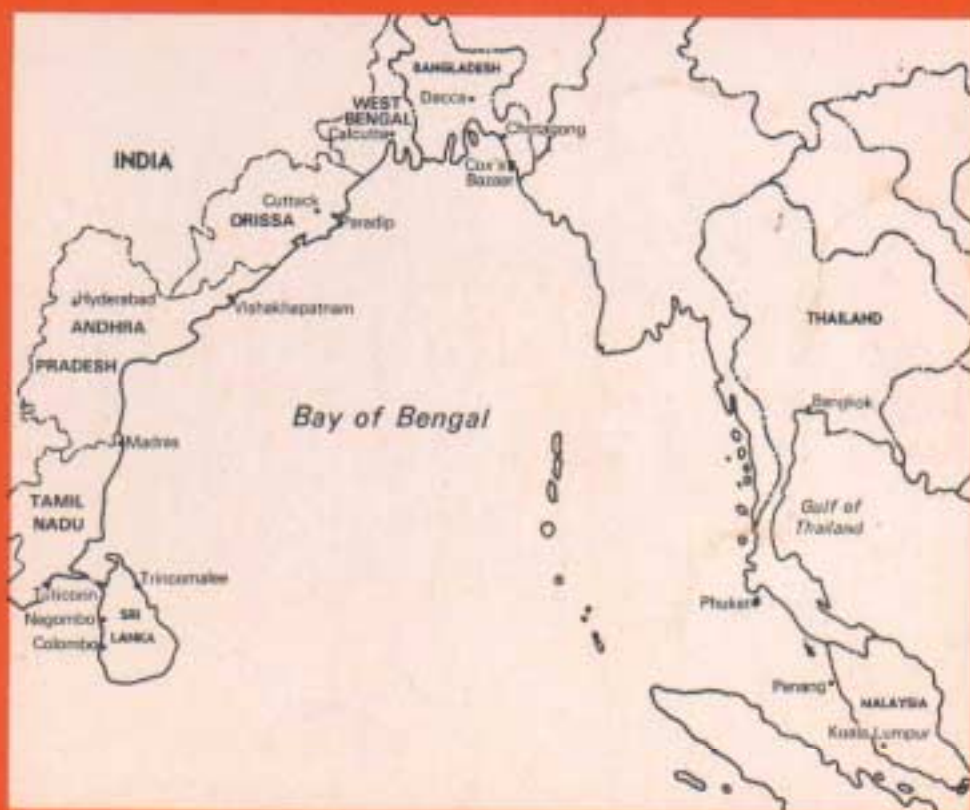 BANGLADESH
Dacca
WEST
BENGAL
Calcutta
Chittagong
INDIA
Cox's
Bazaar
Cuttack
ORISSA
Paradip
Hyderabad
Vishakhapatnam
ANDHRA
THAILAND
PRADESH
Bangkok
Bay of Bengal
Madras
TAMIL
NADU
Gulf of
Thailand
Trincomalee
Tuticorin
Phuket
Negombo
SRI
LANKA
Colombo
Penang
MALAYSIA
Kuala Lumpur